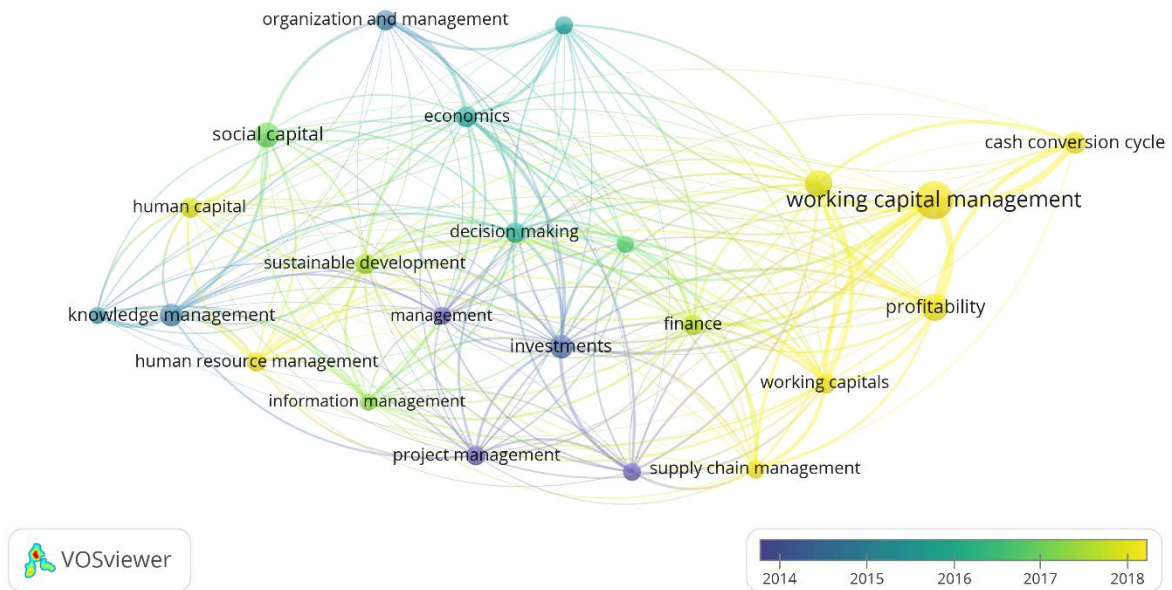 organization and management
economics
social capital
cash conversion cycle
working capital management
human capital
decision making
sustainable development
profitability
knowledge management
management
finance
investments
human resource management
working capitals
information management
project management
supply chain management
VOSviewer
2014 2015 2016 2017 2018